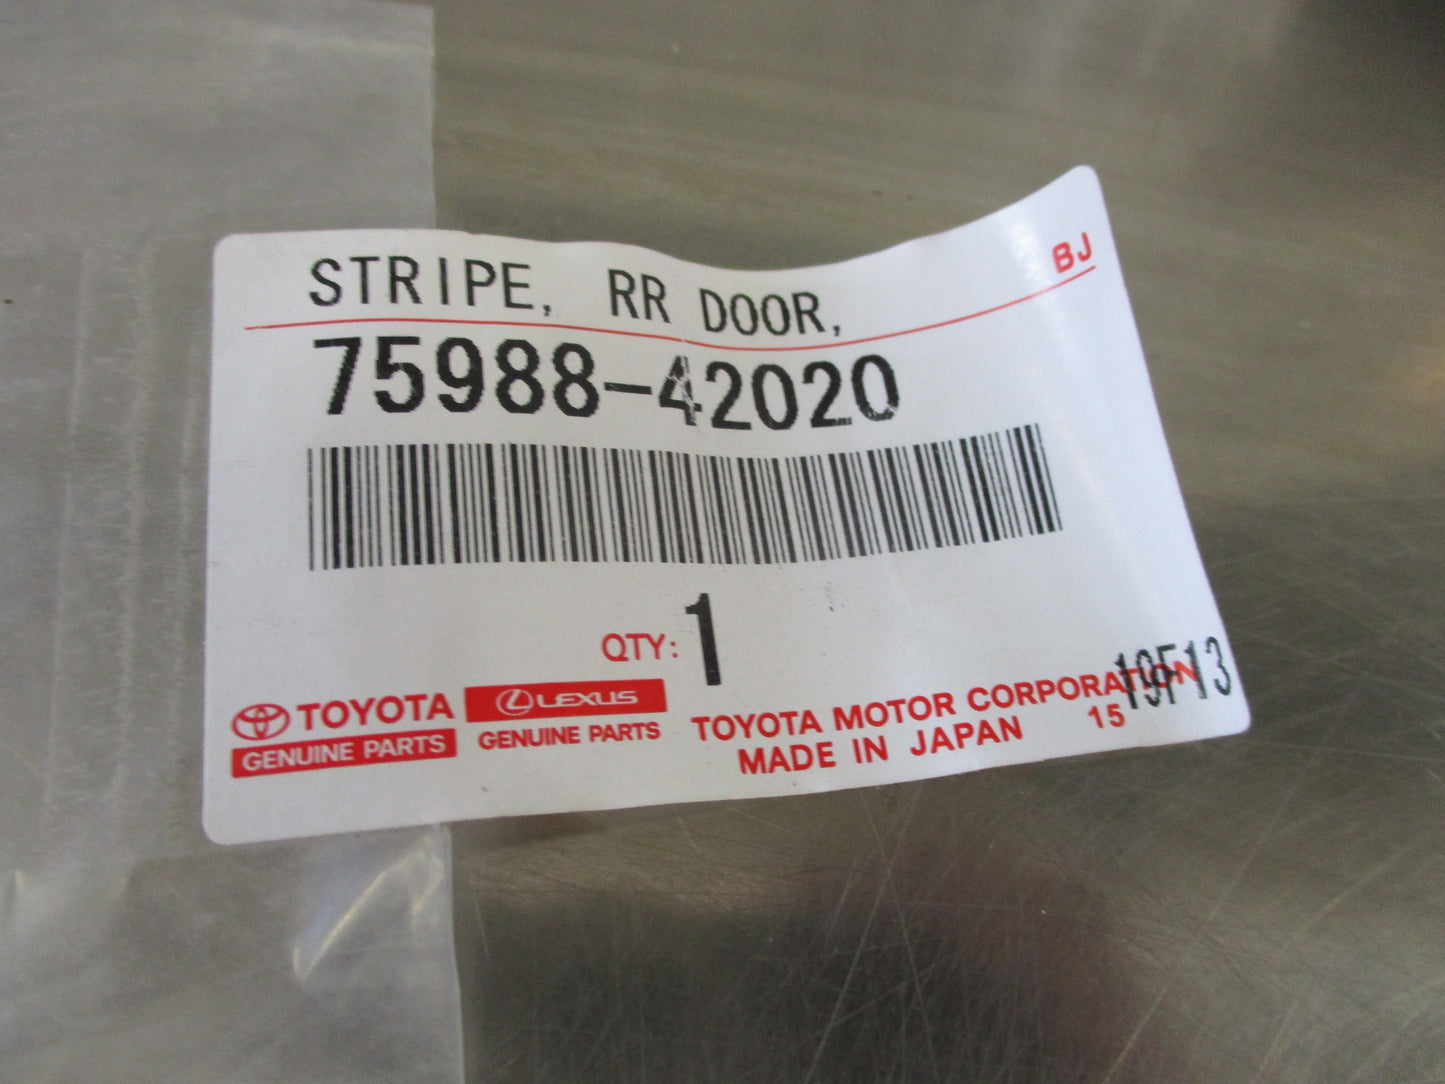 BJ
STRIPE, RR DOOR,
75988-42020
QTY: 1
19F13
TOYOTA
GENUINE PARTS
LEXUS
GENUINE PARTS
TOYOTA MOTOR CORPORATION
MADE IN JAPAN 15